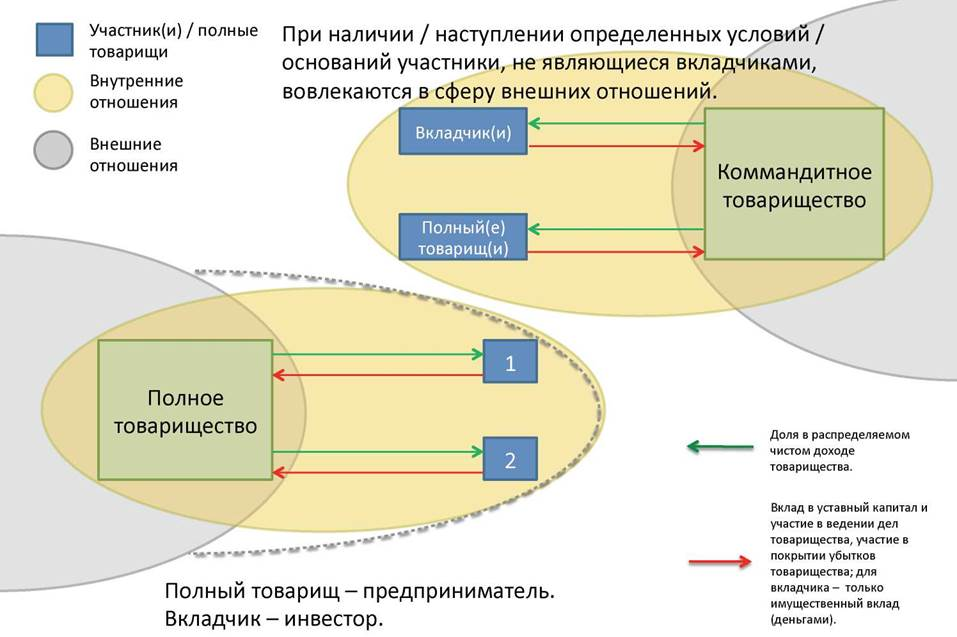 Участник(и) / полные
товарищи
Внутренние
отношения
Внешние
отношения
При наличии / наступлении определенных условий /
основаниях участники, не являющиеся вкладчиками,
вовлекаются в сферу внешних отношений.
Вкладчик(и)
Полный(е)
товарищ(и)
Коммандитное
товарищество
Полное
товарищество
1
2
Доля в распределяемом
чистом доходе
товарищества.
Вклад в уставный капитал и
участие в ведении дел
товарищества, участие в
покрытии убытков
товарищества; для
вкладчика – только
имущественный вклад
(деньгами).
Полный товарищ – предприниматель.
Вкладчик – инвестор.